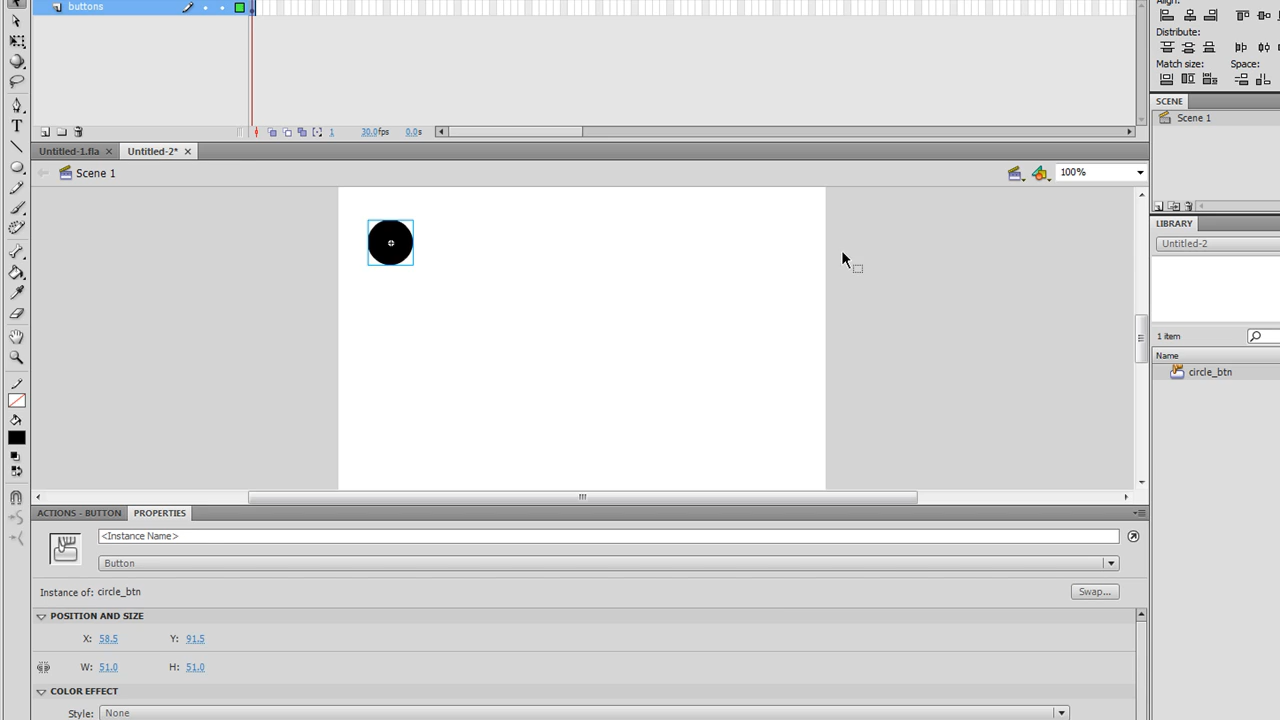 buttons
Align:
Distribute:
Match size: Space:
SCENE
Scene 1
1 30.0fps 0.0s
Untitled-1.fla Untitled-2*
Scene 1 100%
LIBRARY
Untitled-2
1 item
Name
circle_btn
ACTIONS - BUTTON PROPERTIES
<Instance Name>
Button
Instance of: circle_btn Swap...
POSITION AND SIZE
X: 58.5 Y: 91.5
W: 51.0 H: 51.0
COLOR EFFECT
Style: None